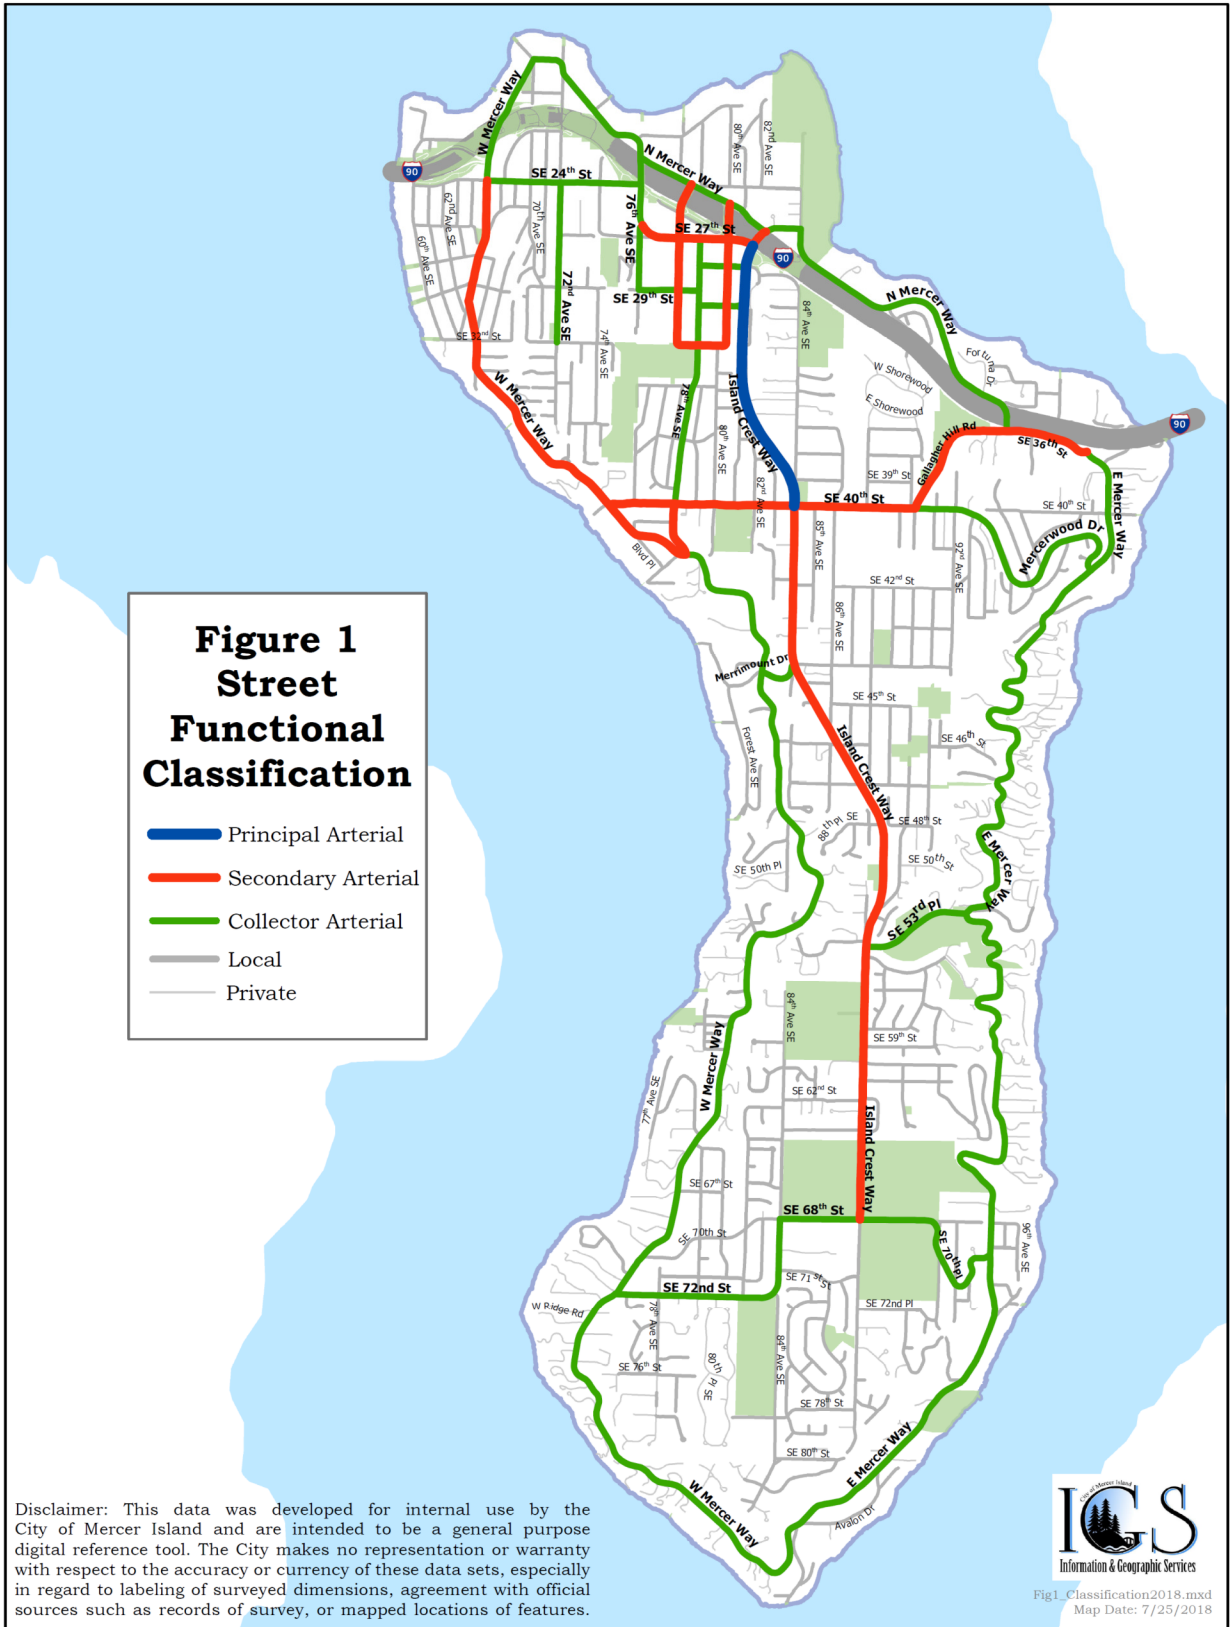 W Mercer Way
N Mercer Way
80th Ave SE
82nd Ave SE
90
SE 24th St
62nd Ave SE
70th Ave SE
76th Ave SE
SE 27th St
60th Ave SE
90
72nd Ave SE
SE 29th St
N Mercer Way
84th Ave SE
SE 32nd St
74th Ave SE
Fortuna Dr
W Shorewood
E Shorewood
W Mercer Way
78th Ave SE
Island Crest Way
80th Ave SE
90
Gallagher Hill Rd
SE 36th St
SE 39th St
82nd Ave SE
SE 40th St
SE 40th St
E Mercer Way
85th Ave SE
Mercerwood Dr
Blvd Pl
92nd Ave SE
SE 42nd St
86th Ave SE
Merrimount Dr
SE 45th St
Forest Ave SE
Island Crest Way
SE 46th St
88th Pl SE
SE 48th St
E Mercer Way
SE 50th Pl
SE 50th St
SE 53rd Pl
84th Ave SE
W Mercer Way
SE 59th St
77th Ave SE
SE 62nd St
Island Crest Way
SE 67th St
SE 68th St
SE 70th St
SE 70th Pl
96th Ave SE
SE 72nd St
SE 71st St
W Ridge Rd
78th Ave SE
SE 72nd Pl
SE 76th St
80th Pl SE
84th Ave SE
SE 78th St
SE 80th St
E Mercer Way
W Mercer Way
Avalon Dr
Figure 1
Street
Functional
Classification
Principal Arterial
Secondary Arterial
Collector Arterial
Local
Private
Disclaimer: This data was developed for internal use by the
City of Mercer Island and are intended to be a general purpose
digital reference tool. The City makes no representation or warranty
with respect to the accuracy or currency of these data sets, especially
in regard to labeling of surveyed dimensions, agreement with official
sources such as records of survey, or mapped locations of features.
City of Mercer Island
IGS
Information & Geographic Services
Fig1_Classification2018.mxd
Map Date: 7/25/2018